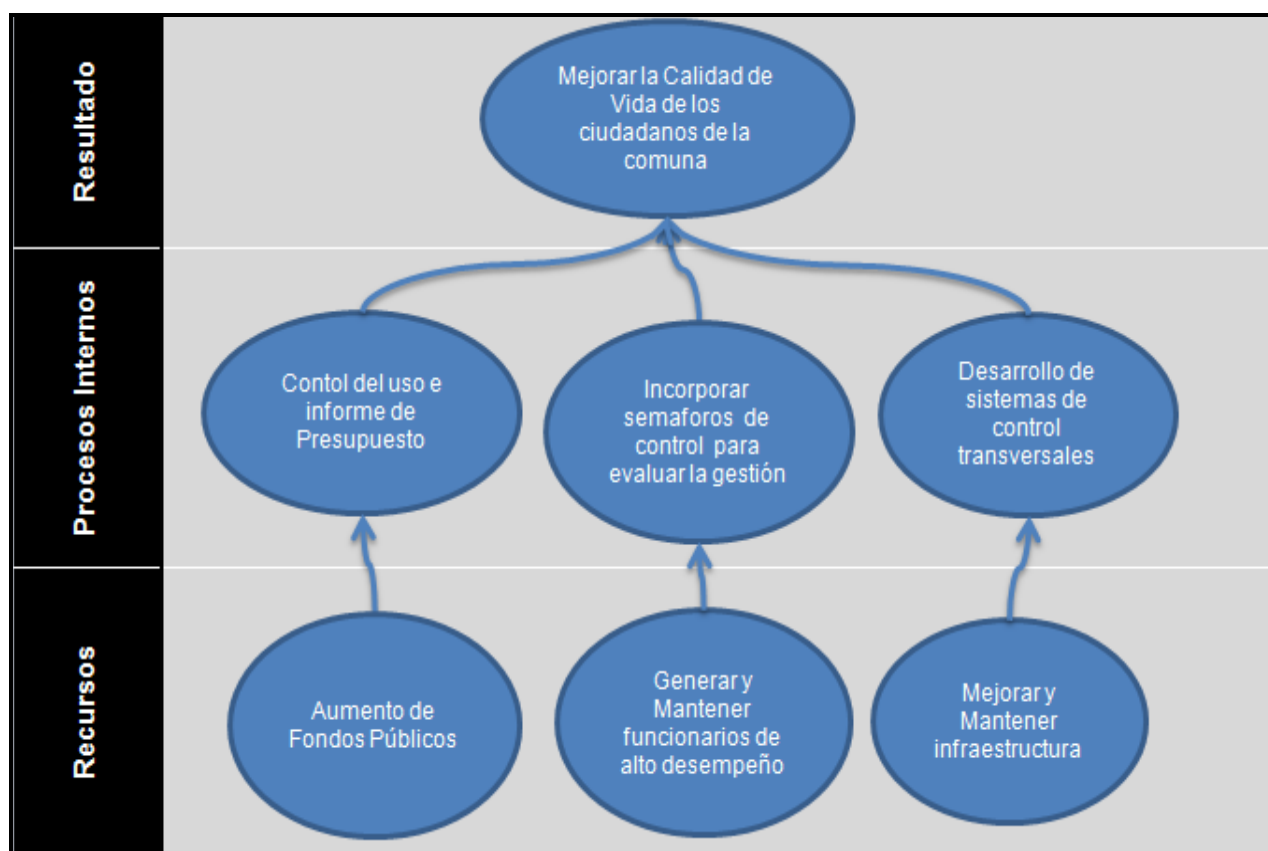 Resultado
Mejorar la Calidad de
Vida de los
ciudadanos de la
comuna
Procesos Internos
Contol del uso e
informe de
Presupuesto
Incorporar
semaforos de
control para
evaluar la gestión
Desarrollo de
sistemas de
control
transversales
Recursos
Aumento de
Fondos Públicos
Generar y
Mantener
funcionarios de
alto desempeño
Mejorar y
Mantener
infraestructura